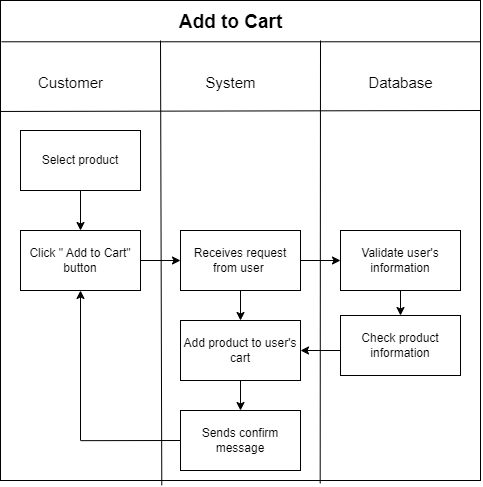 Add to Cart
Customer
System
Database
Select product
Click " Add to Cart"
button
Receives request
from user
Validate user's
information
Add product to user's
cart
Check product
information
Sends confirm
message